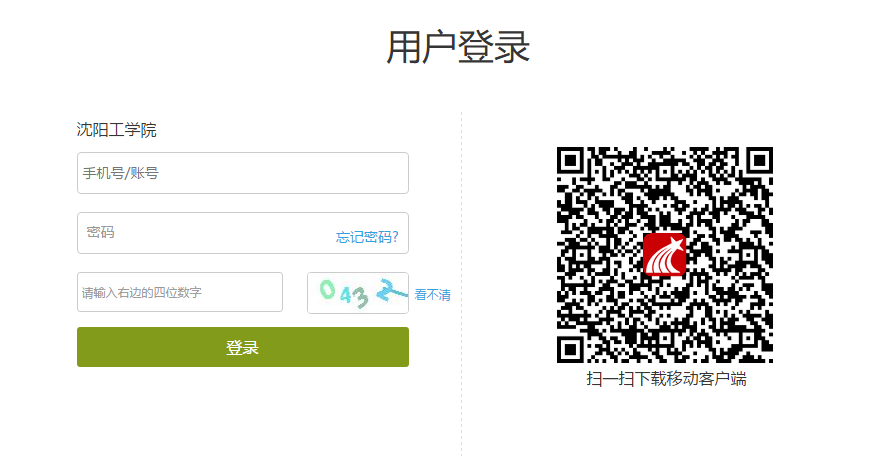 用户登录
沈阳工学院
手机号/账号
密码
忘记密码?
请输入右边的四位数字
0432
看不清
登录
扫一扫下载移动客户端